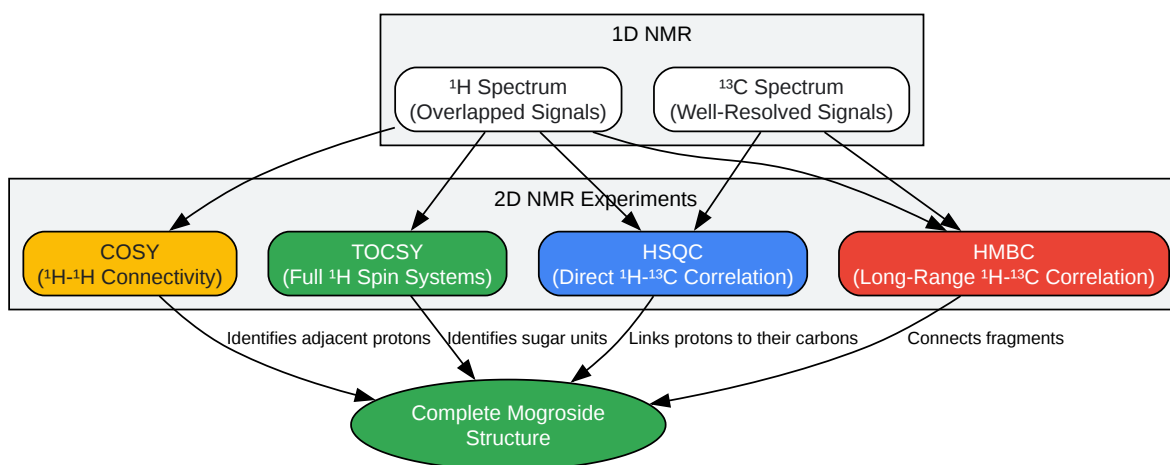 1D NMR
¹H Spectrum
(Overlapped Signals)
¹³C Spectrum
(Well-Resolved Signals)
2D NMR Experiments
COSY
(¹H-¹H Connectivity)
TOCSY
(Full ¹H Spin Systems)
HSQC
(Direct ¹H-¹³C Correlation)
HMBC
(Long-Range ¹H-¹³C Correlation)
Identifies adjacent protons
Identifies sugar units
Links protons to their carbons
Connects fragments
Complete Mogroside
Structure